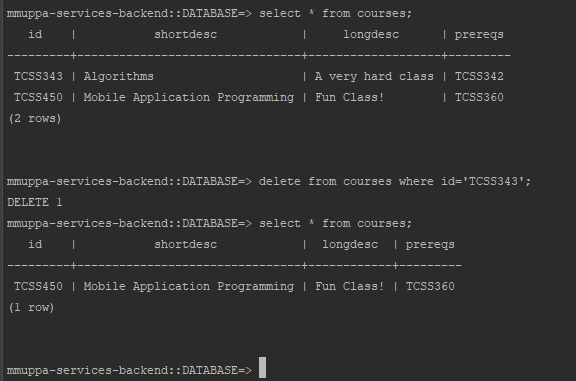 mmuppa-services-backend::DATABASE=> select * from courses;
   id    |           shortdesc            |     longdesc      | prereqs
---------+--------------------------------+-------------------+---------
 TCSS343 | Algorithms                     | A very hard class | TCSS342
 TCSS450 | Mobile Application Programming | Fun Class!        | TCSS360
(2 rows)
mmuppa-services-backend::DATABASE=> delete from courses where id='TCSS343';
DELETE 1
mmuppa-services-backend::DATABASE=> select * from courses;
   id    |           shortdesc            |  longdesc  | prereqs
---------+--------------------------------+------------+---------
 TCSS450 | Mobile Application Programming | Fun Class! | TCSS360
(1 row)
mmuppa-services-backend::DATABASE=>